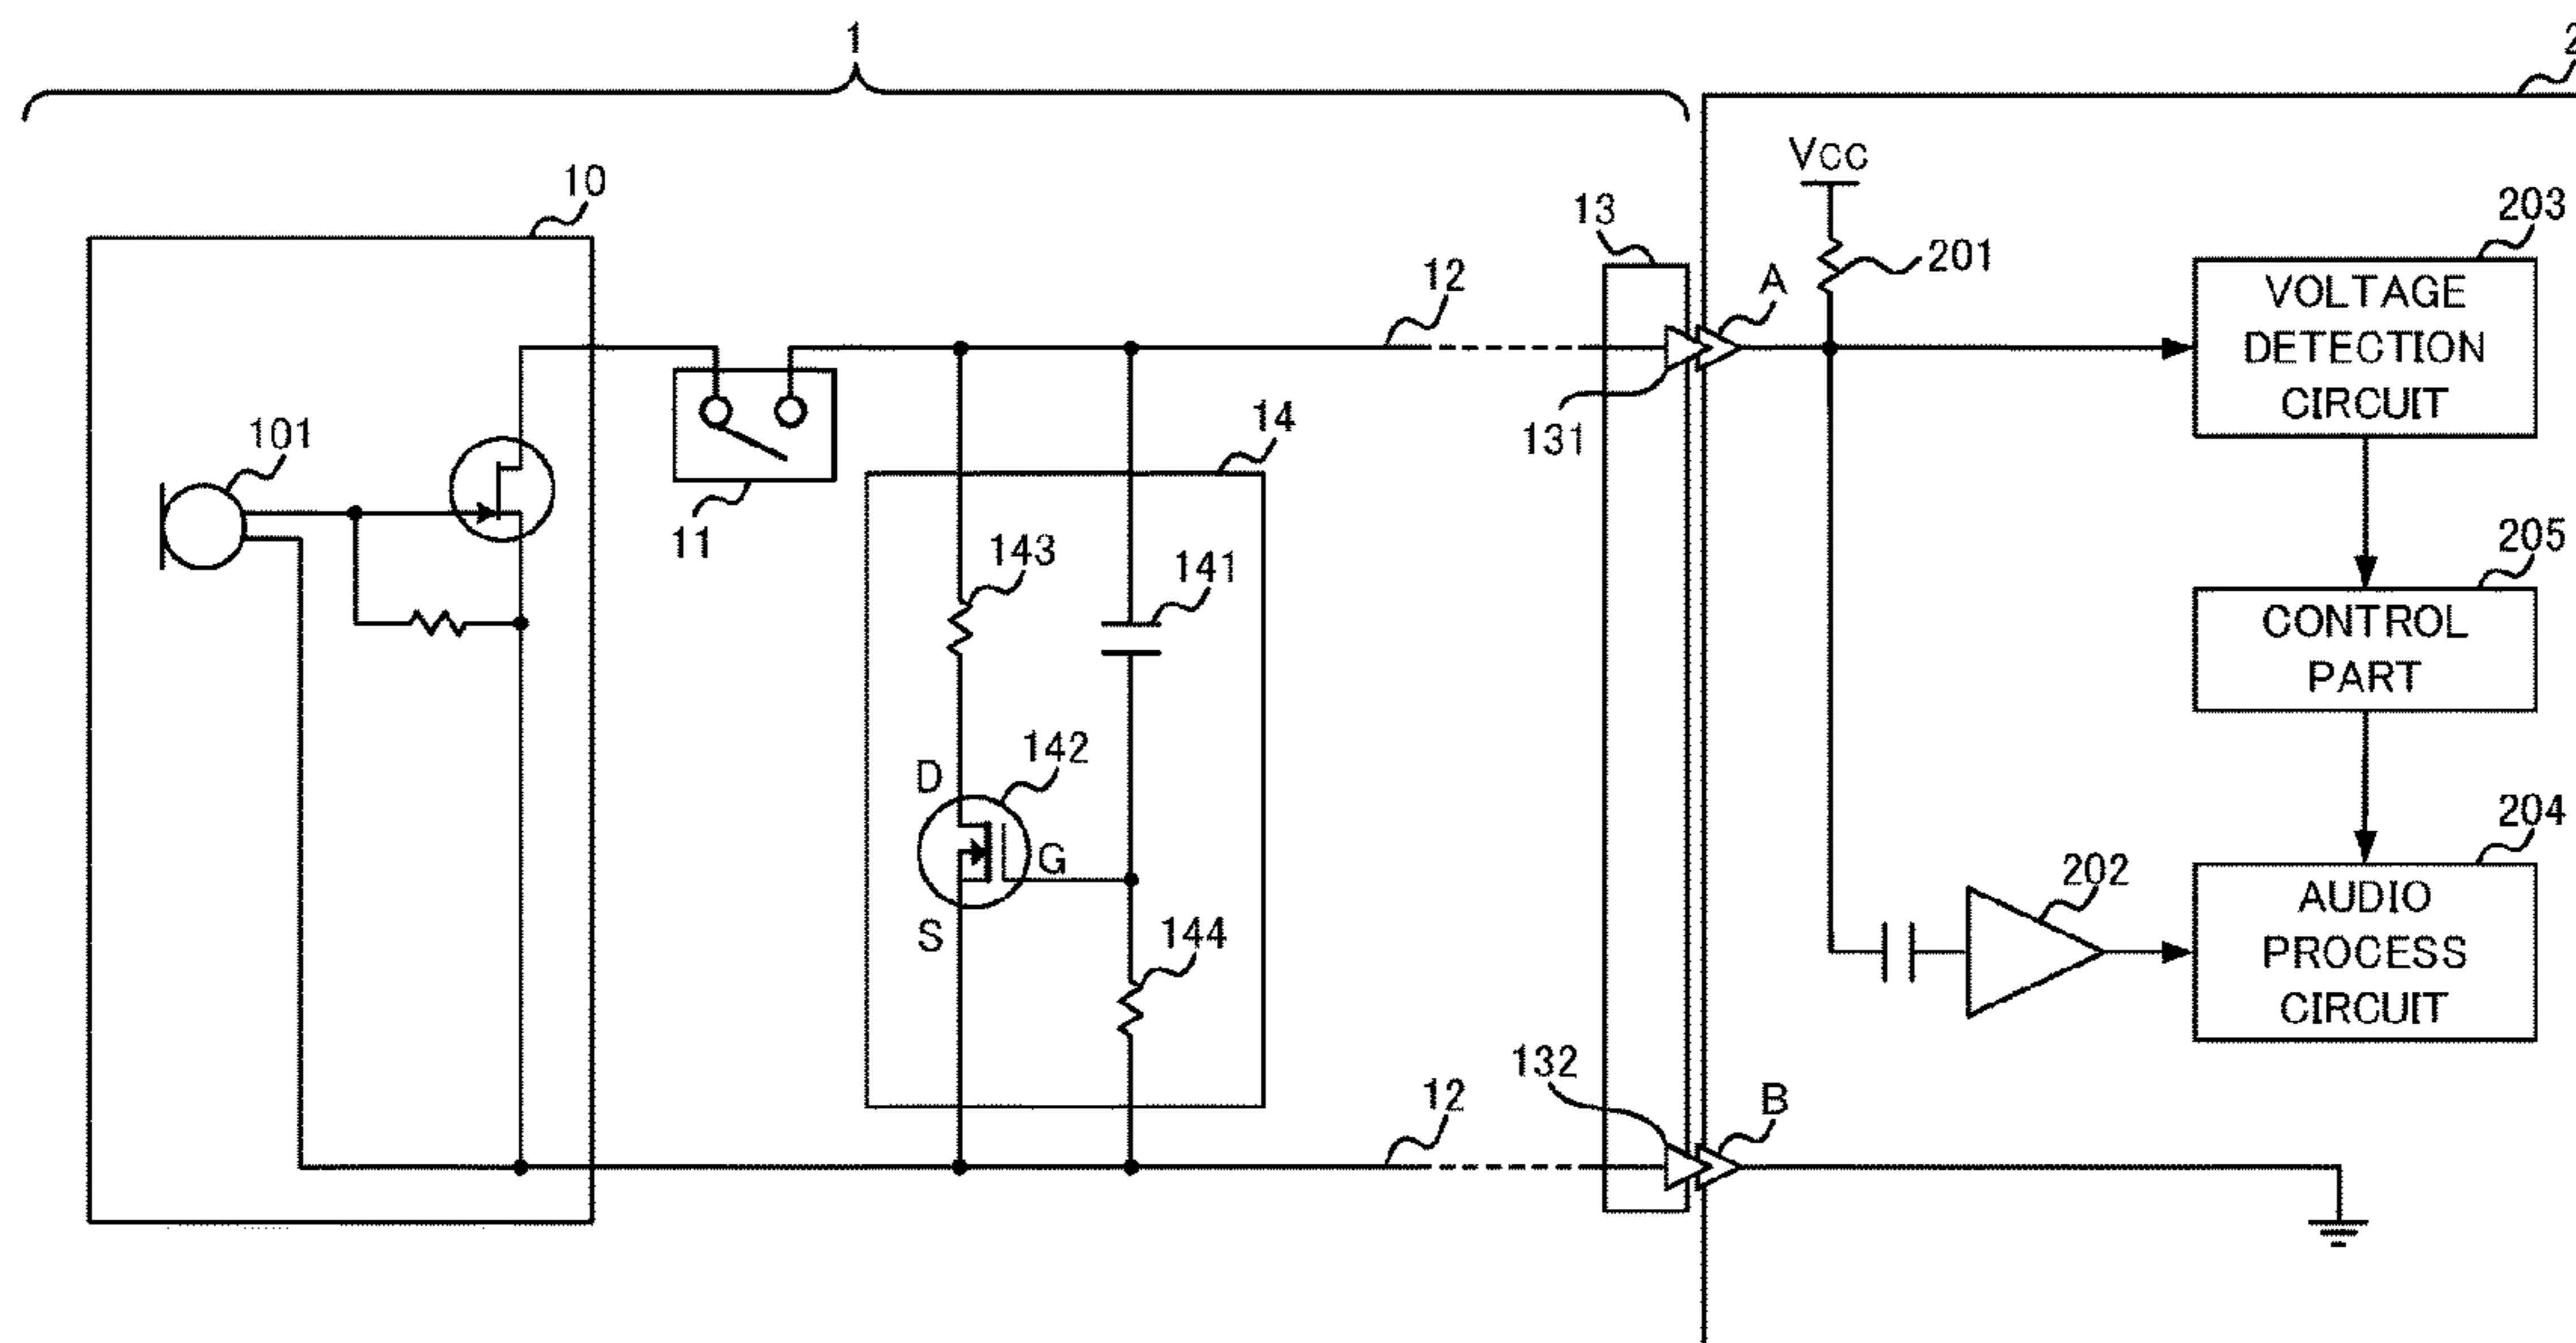 1
2
10
101
11
12
14
143
141
142
D
G
S
144
12
13
131
132
A
B
Vcc
201
202
203
VOLTAGE
DETECTION
CIRCUIT
205
CONTROL
PART
204
AUDIO
PROCESS
CIRCUIT